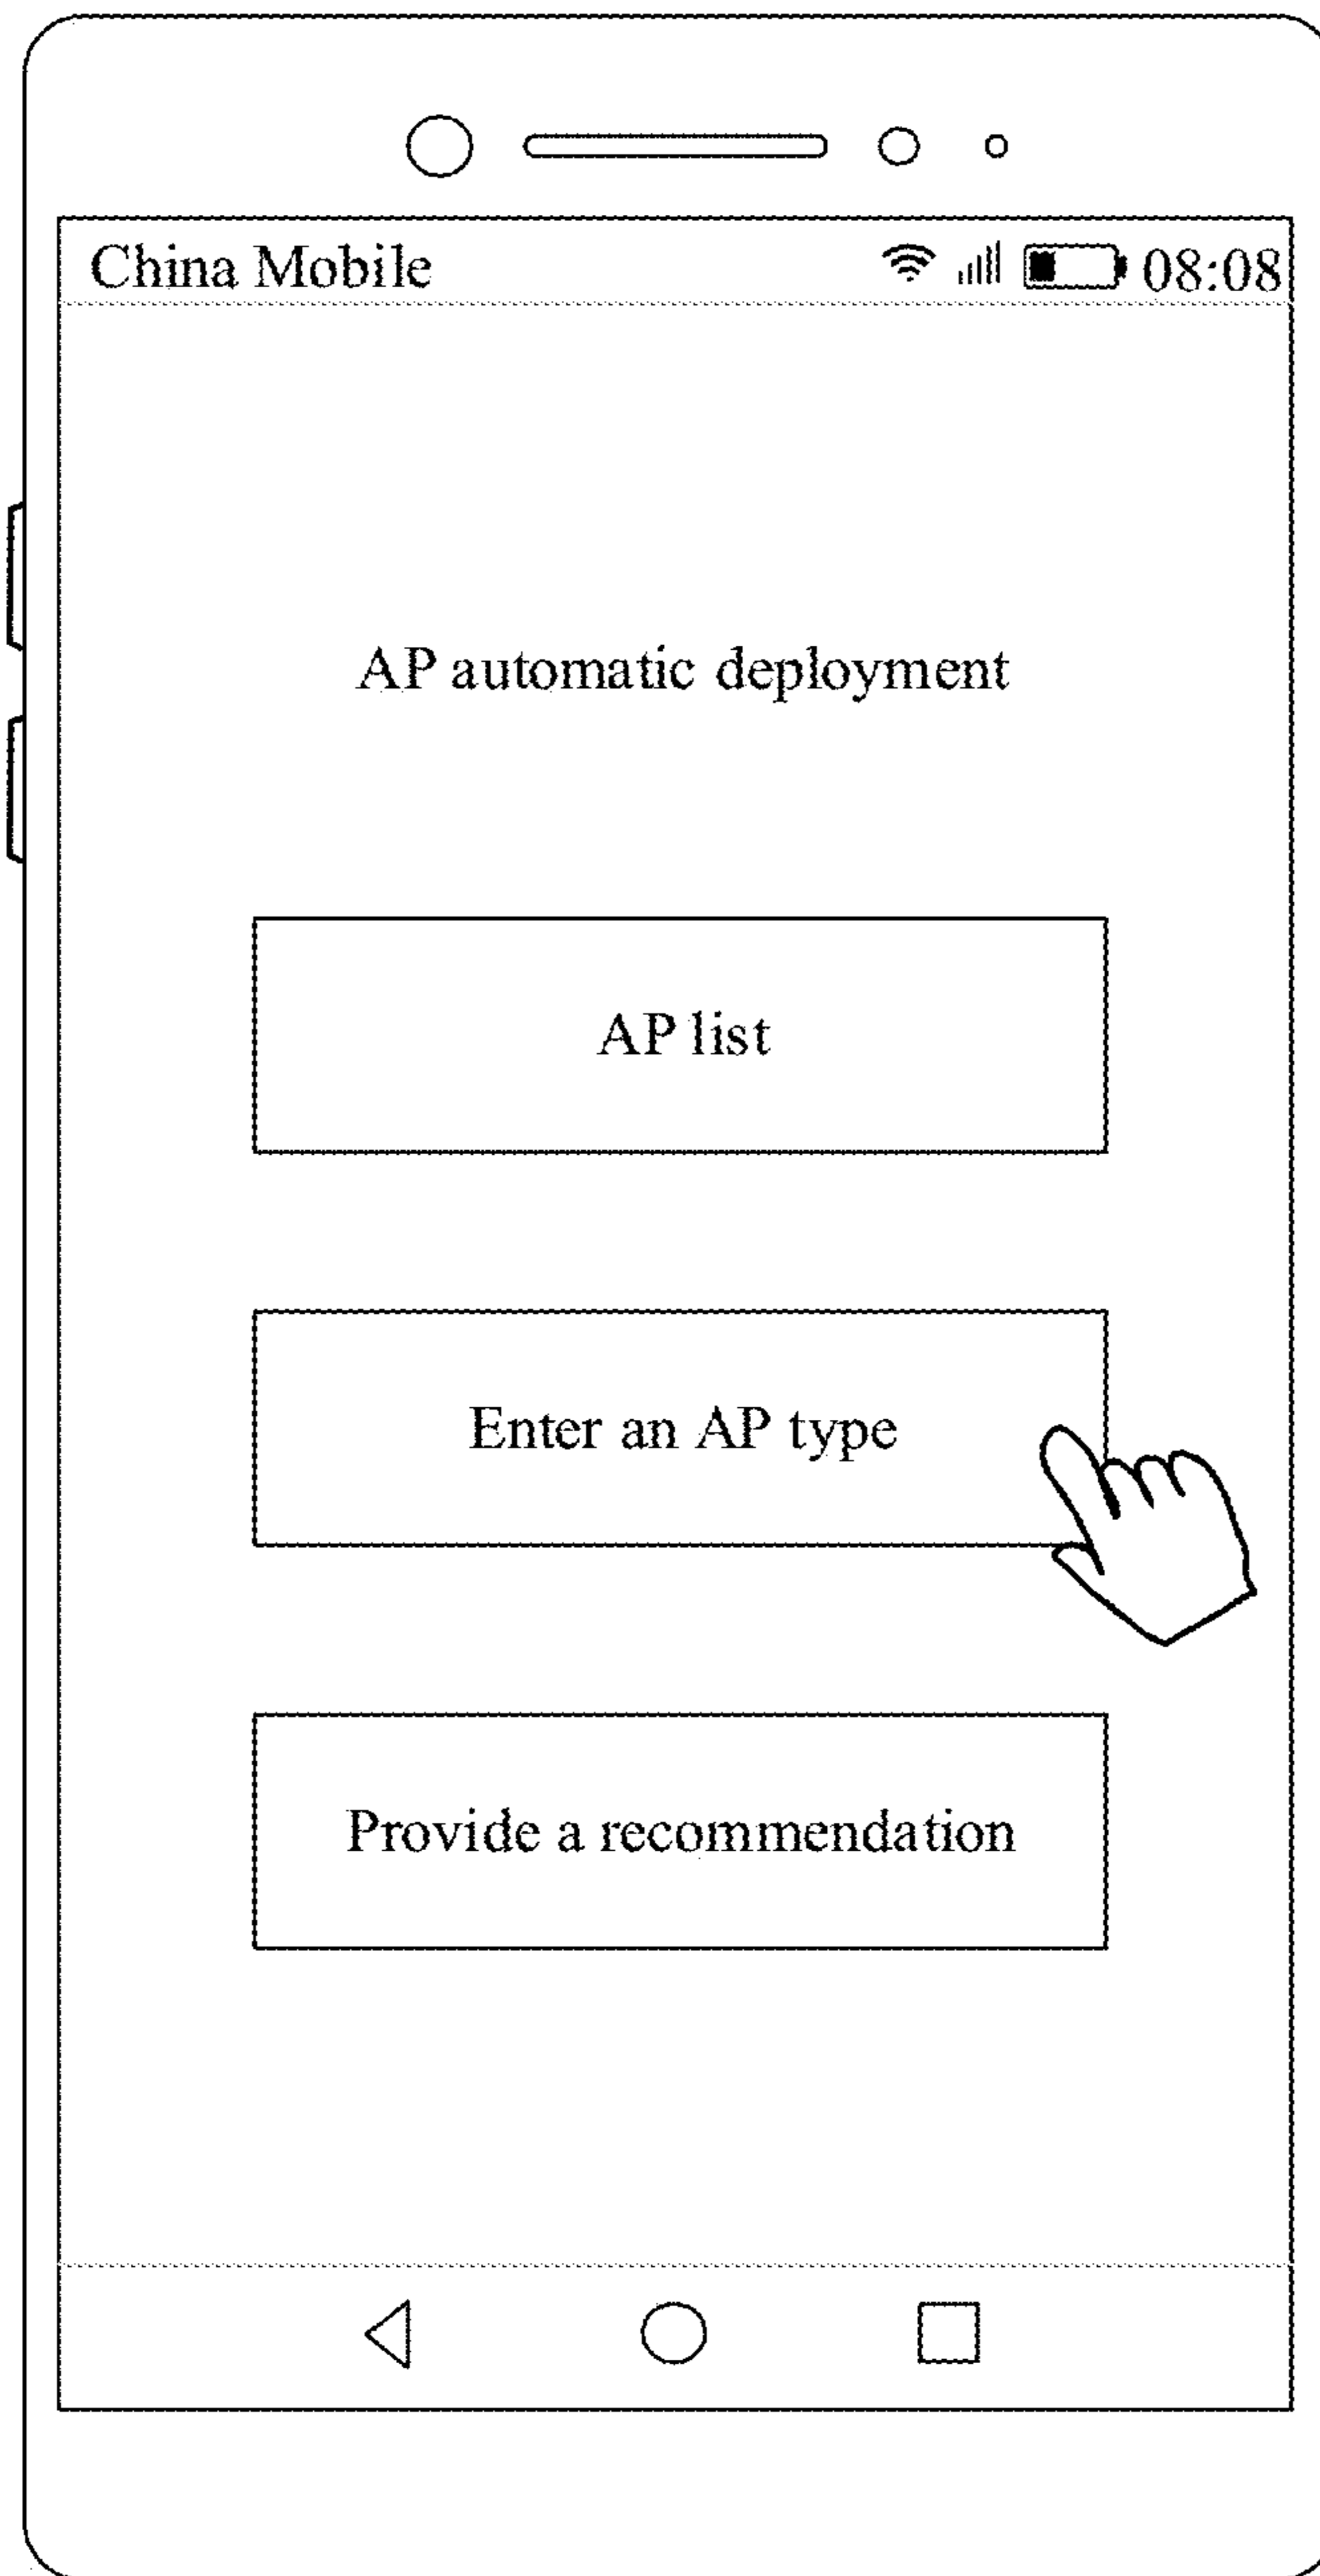 China Mobile 08:08
AP automatic deployment
AP list
Enter an AP type
Provide a recommendation